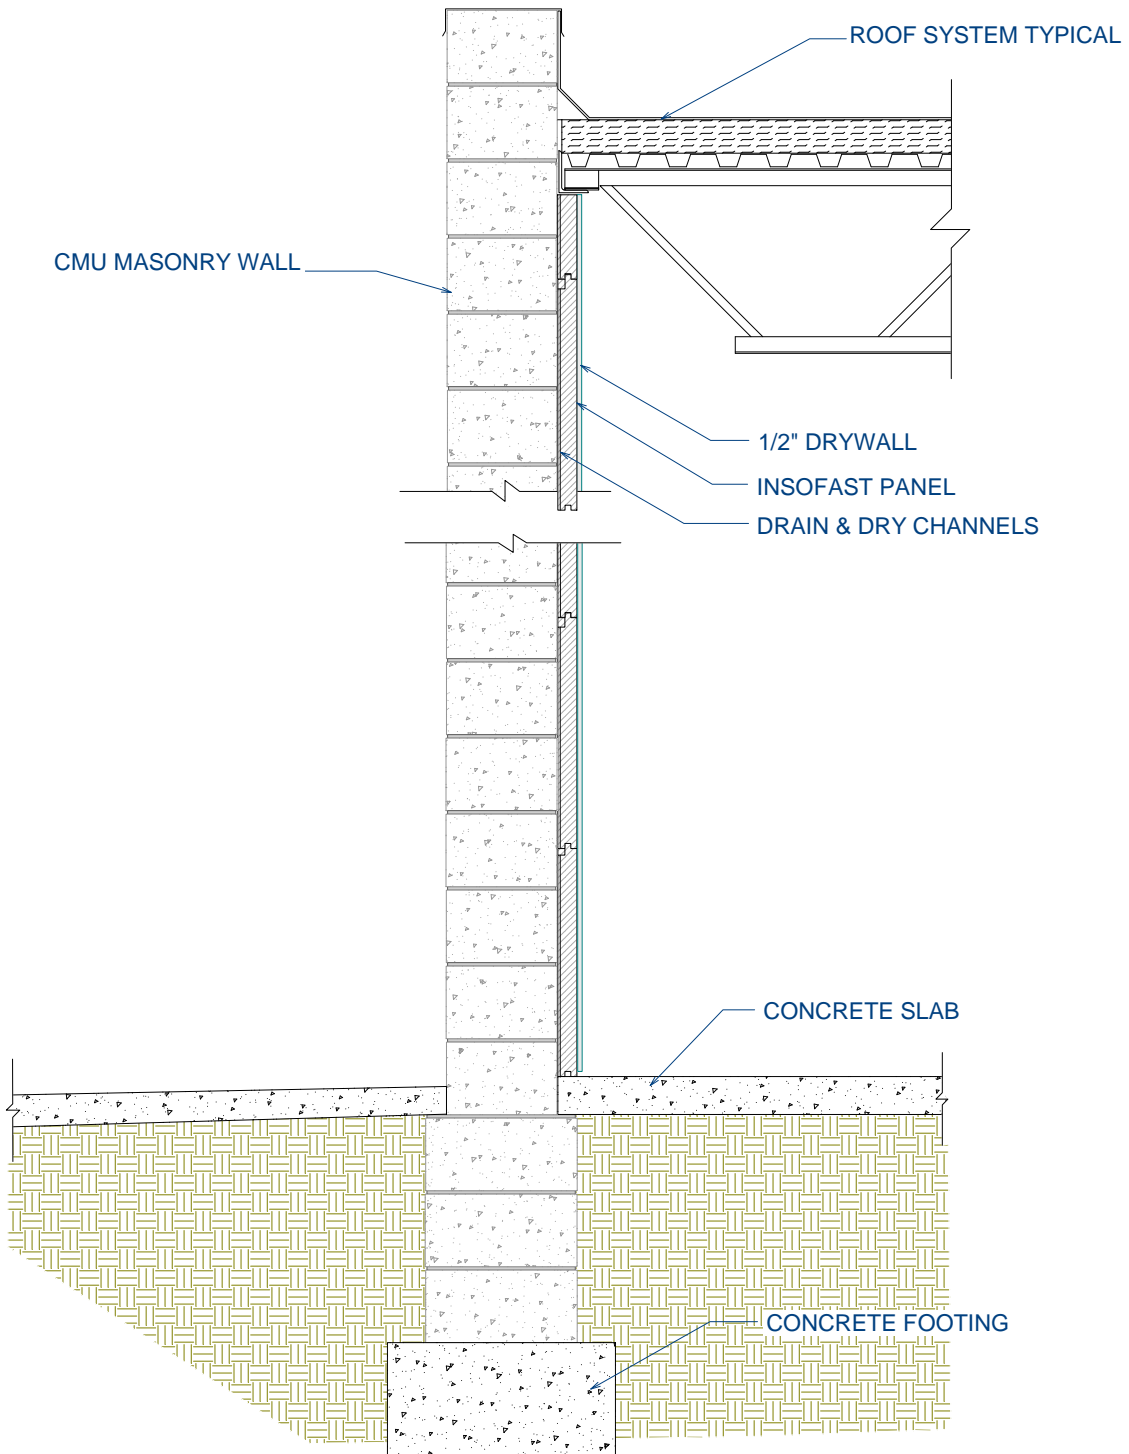 ROOF SYSTEM TYPICAL
CMU MASONRY WALL
1/2" DRYWALL
INSOFAST PANEL
DRAIN & DRY CHANNELS
CONCRETE SLAB
CONCRETE FOOTING